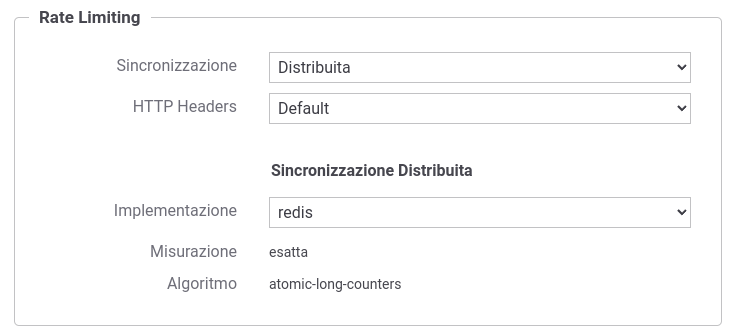 Rate Limiting
Sincronizzazione Distribuita
HTTP Headers Default
Sincronizzazione Distribuita
Implementazione redis
Misurazione esatta
Algoritmo atomic-long-counters